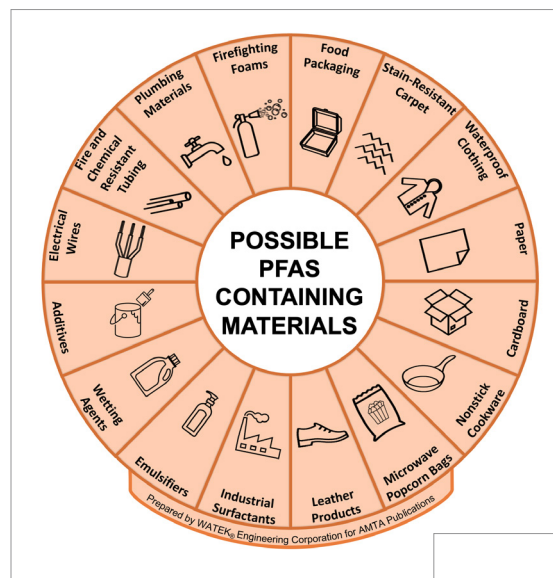 POSSIBLE
PFAS
CONTAINING
MATERIALS
Firefighting
Foams
Food
Packaging
Stain-Resistant
Carpet
Waterproof
Clothing
Paper
Cardboard
Nonstick
Cookware
Microwave
Popcorn Bags
Leather
Products
Industrial
Surfactants
Emulsifiers
Wetting
Agents
Additives
Electrical
Wires
Fire and
Chemical
Resistant
Tubing
Plumbing
Materials
Prepared by WATEK® Engineering Corporation for AMTA Publications